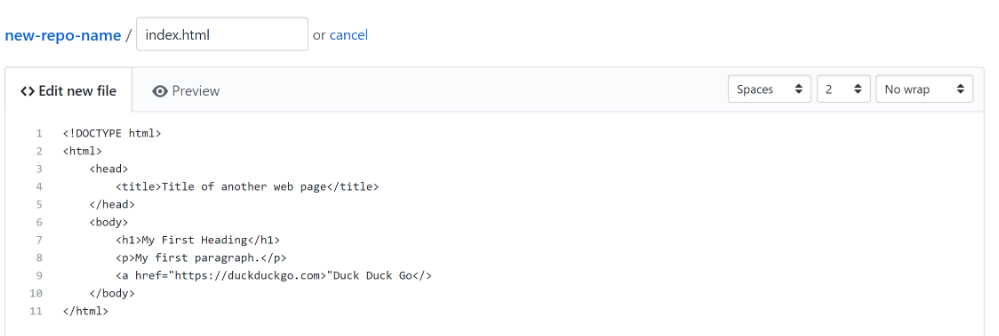 new-repo-name / index.html or cancel
<> Edit new file Preview Spaces 2 No wrap
1 <!DOCTYPE html>
2 <html>
3 <head>
4 <title>Title of another web page</title>
5 </head>
6 <body>
7 <h1>My First Heading</h1>
8 <p>My first paragraph.</p>
9 <a href="https://duckduckgo.com>"Duck Duck Go</>
10 </body>
11 </html>